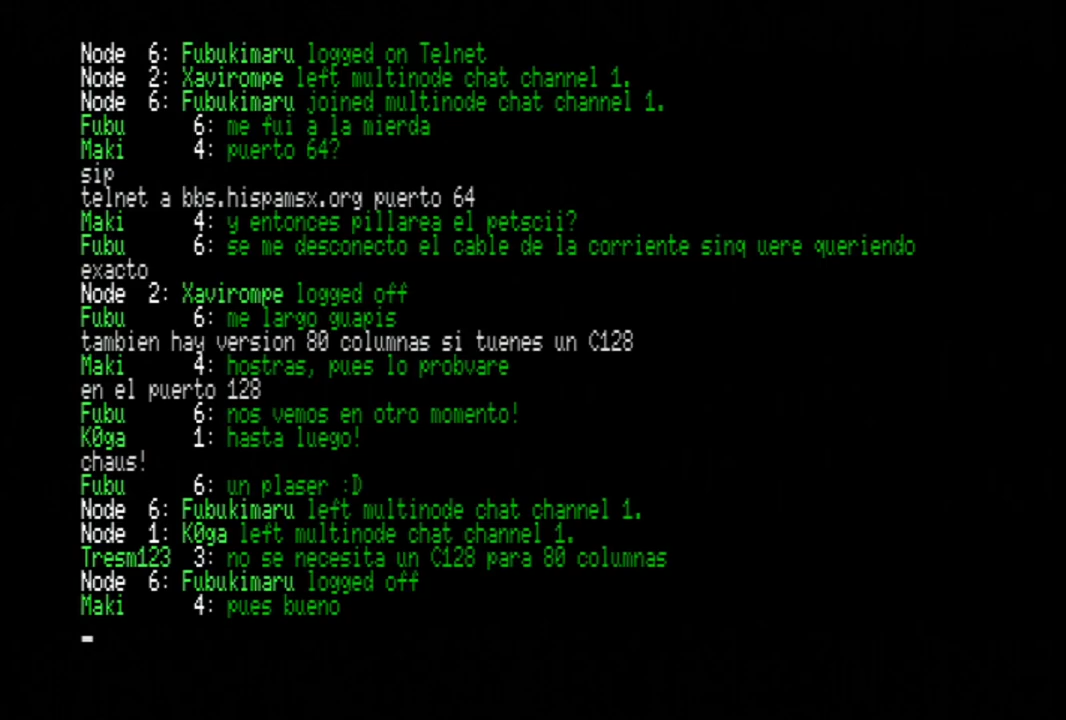 Node  6: Fubukimaru logged on Telnet
Node  2: Xavirompe left multinode chat channel 1.
Node  6: Fubukimaru joined multinode chat channel 1.
Fubu      6: me fui a la mierda
Maki      4: puerto 64?
sip
telnet a bbs.hispamsx.org puerto 64
Maki      4: y entonces pillarea el petscii?
Fubu      6: se me desconecto el cable de la corriente sinq uere queriendo
exacto
Node  2: Xavirompe logged off
Fubu      6: me largo guapis
tambien hay version 80 columnas si tuenes un C128
Maki      4: hostras, pues lo probvare
en el puerto 128
Fubu      6: nos vemos en otro momento!
K0ga      1: hasta luego!
chaus!
Fubu      6: un plaser :D
Node  6: Fubukimaru left multinode chat channel 1.
Node  1: K0ga left multinode chat channel 1.
Tresm123  3: no se necesita un C128 para 80 columnas
Node  6: Fubukimaru logged off
Maki      4: pues bueno